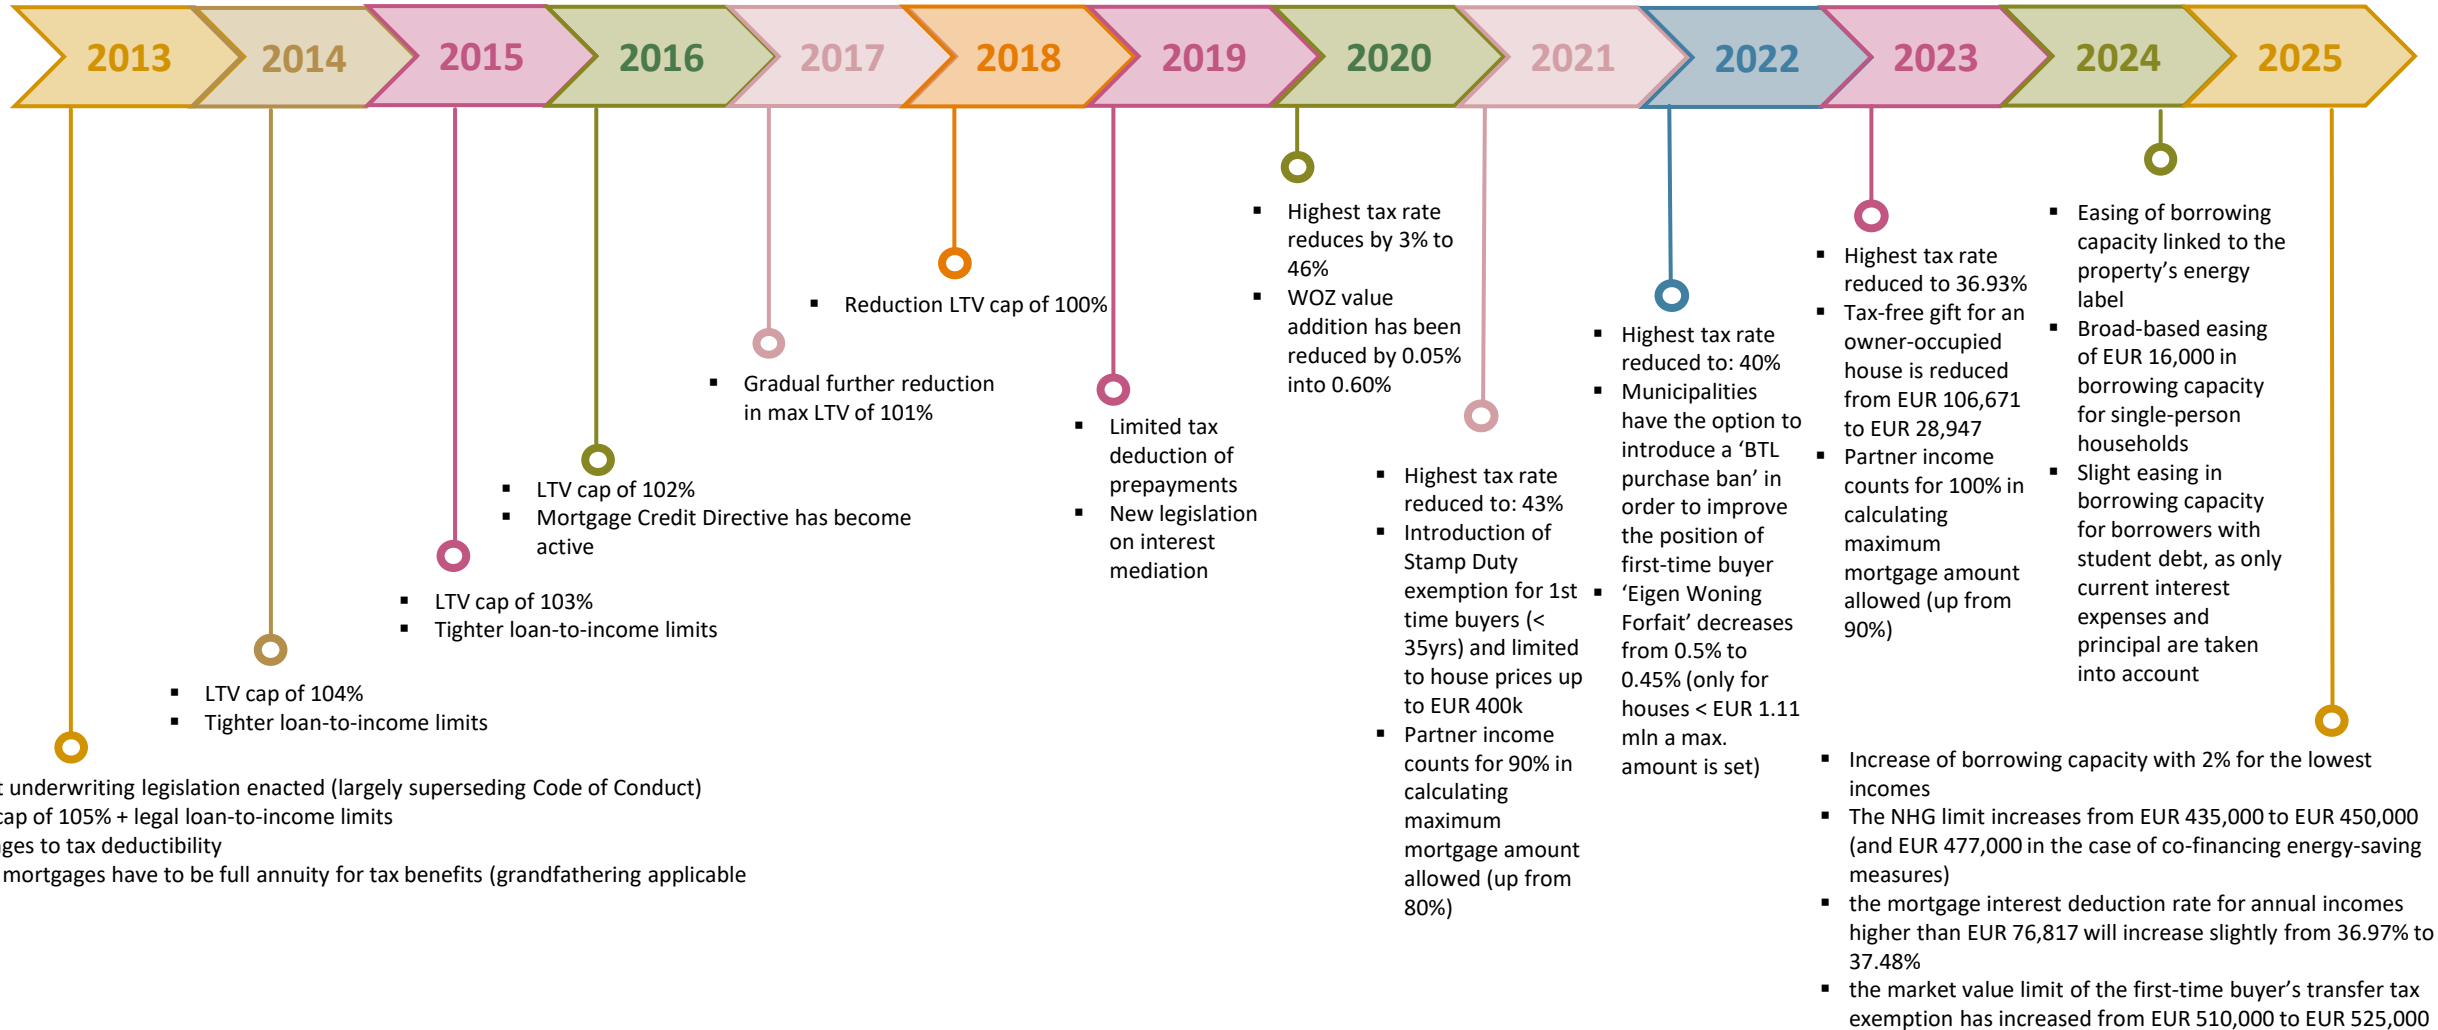 2013
2014
2015
2016
2017
2018
2019
2020
2021
2022
2023
2024
2025
underwriting legislation enacted (largely superseding Code of Conduct)
cap of 105% + legal loan-to-income limits
to tax deductibility
mortgages have to be full annuity for tax benefits (grandfathering applicable
▪ LTV cap of 104%
▪ Tighter loan-to-income limits
▪ LTV cap of 103%
▪ Tighter loan-to-income limits
▪ LTV cap of 102%
▪ Mortgage Credit Directive has become
active
▪ Gradual further reduction
in max LTV of 101%
▪ Reduction LTV cap of 100%
▪ Limited tax
deduction of
prepayments
▪ New legislation
on interest
mediation
▪ Highest tax rate
reduces by 3% to
46%
▪ WOZ value
addition has been
reduced by 0.05%
into 0.60%
▪ Highest tax rate
reduced to: 43%
▪ Introduction of
Stamp Duty
exemption for 1st
time buyers (<
35yrs) and limited
to house prices up
to EUR 400k
▪ Partner income
counts for 90% in
calculating
maximum
mortgage amount
allowed (up from
80%)
▪ Highest tax rate
reduced to: 40%
▪ Municipalities
have the option to
introduce a ‘BTL
purchase ban’ in
order to improve
the position of
first-time buyer
▪ ‘Eigen Woning
Forfait’ decreases
from 0.5% to
0.45% (only for
houses < EUR 1.11
mln a max.
amount is set)
▪ Highest tax rate
reduced to 36.93%
▪ Tax-free gift for an
owner-occupied
house is reduced
from EUR 106,671
to EUR 28,947
▪ Partner income
counts for 100% in
calculating
maximum
mortgage amount
allowed (up from
90%)
▪ Easing of borrowing
capacity linked to the
property’s energy
label
▪ Broad-based easing
of EUR 16,000 in
borrowing capacity
for single-person
households
▪ Slight easing in
borrowing capacity
for borrowers with
student debt, as only
current interest
expenses and
principal are taken
into account
▪ Increase of borrowing capacity with 2% for the lowest
incomes
▪ The NHG limit increases from EUR 435,000 to EUR 450,000
(and EUR 477,000 in the case of co-financing energy-saving
measures)
▪ the mortgage interest deduction rate for annual incomes
higher than EUR 76,817 will increase slightly from 36.97% to
37.48%
▪ the market value limit of the first-time buyer’s transfer tax
exemption has increased from EUR 510,000 to EUR 525,000